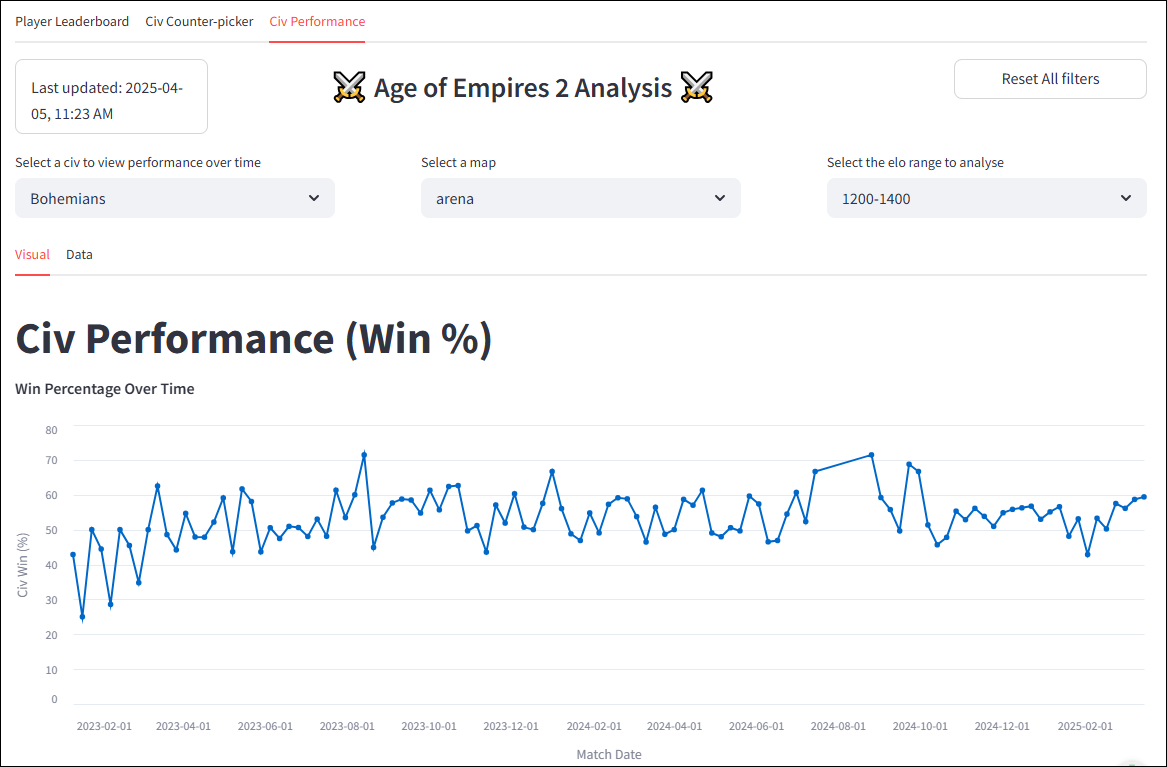 Player Leaderboard Civ Counter-picker Civ Performance
Last updated: 2025-04-
05, 11:23 AM
Age of Empires 2 Analysis
Reset All filters
Select a civ to view performance over time
Select a map
Select the elo range to analyse
Bohemians
arena
1200-1400
Visual Data
Civ Performance (Win %)
Win Percentage Over Time
80
70
60
50
40
30
20
10
0
Civ Win (%)
2023-02-01 2023-04-01 2023-06-01 2023-08-01 2023-10-01 2023-12-01 2024-02-01 2024-04-01 2024-06-01 2024-08-01 2024-10-01 2024-12-01 2025-02-01
Match Date